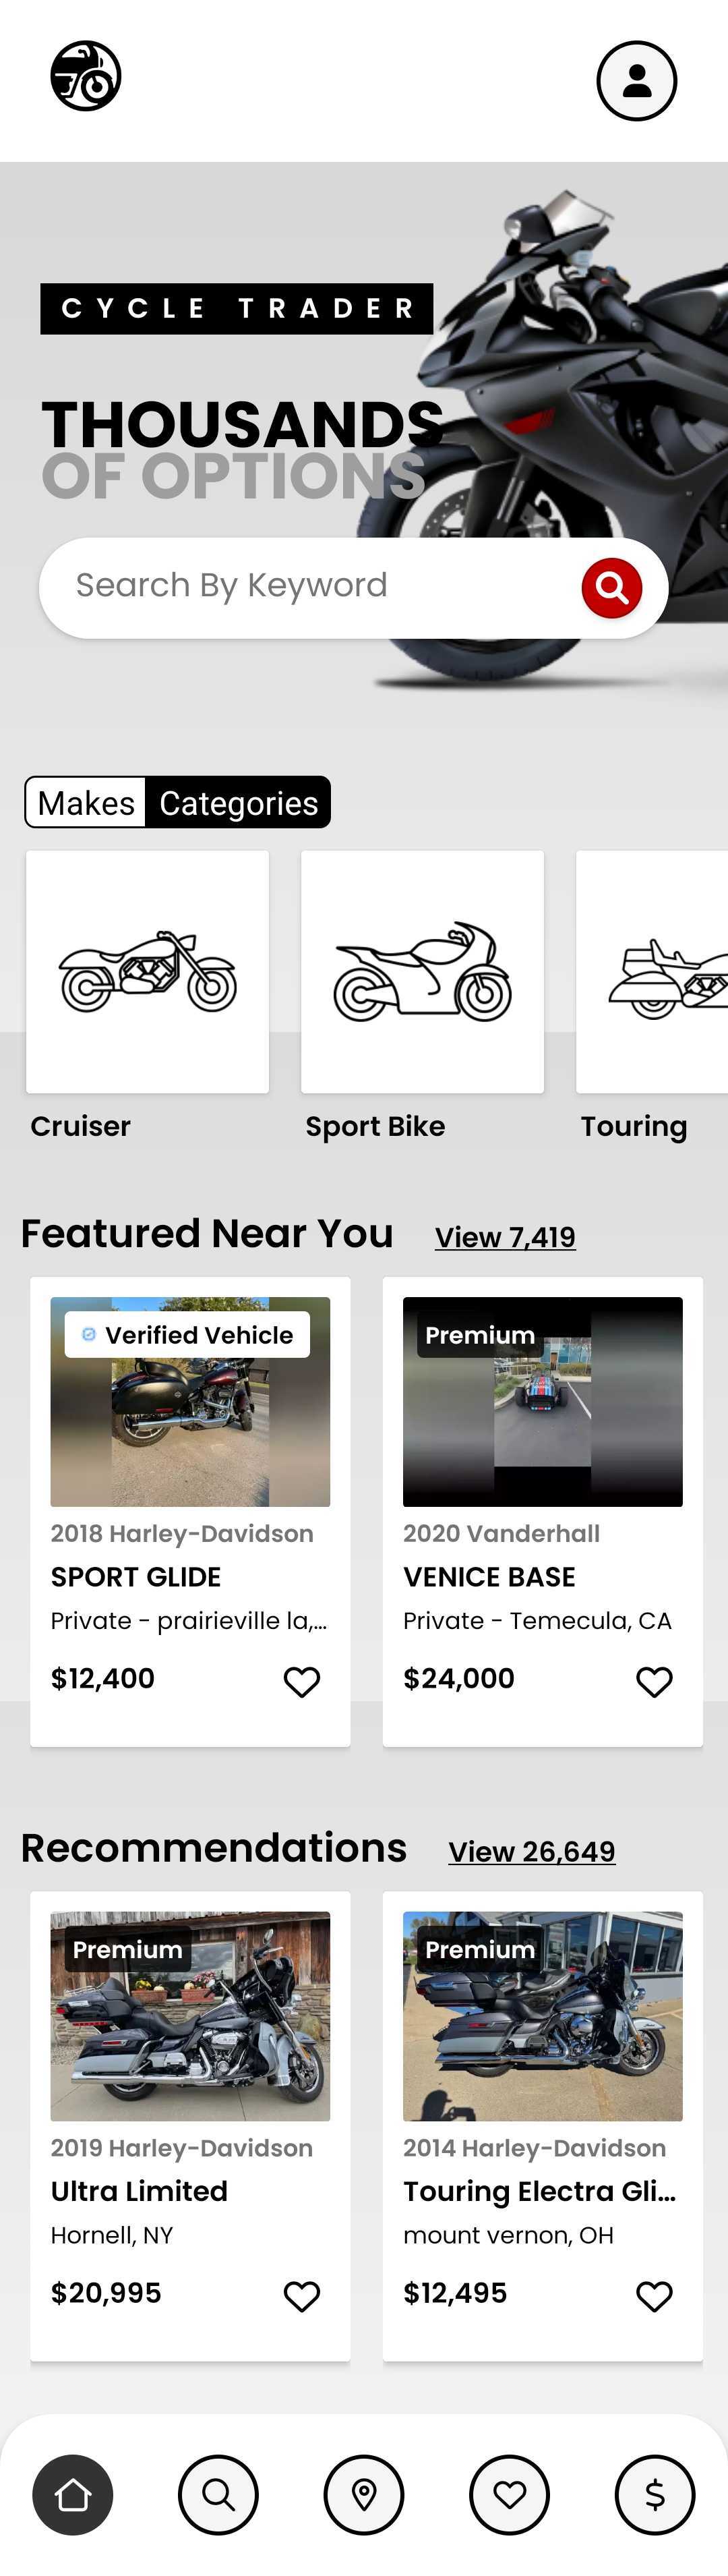 CYCLE TRADER
THOUSANDS
OF OPTIONS
Search By Keyword
Makes Categories
Cruiser Sport Bike Touring
Featured Near You View 7,419
Verified Vehicle
2018 Harley-Davidson
SPORT GLIDE
Private - prairieville la,...
$12,400
Premium
2020 Vanderhall
VENICE BASE
Private - Temecula, CA
$24,000
Recommendations View 26,649
Premium
2019 Harley-Davidson
Ultra Limited
Hornell, NY
$20,995
Premium
2014 Harley-Davidson
Touring Electra Gli...
mount vernon, OH
$12,495
$